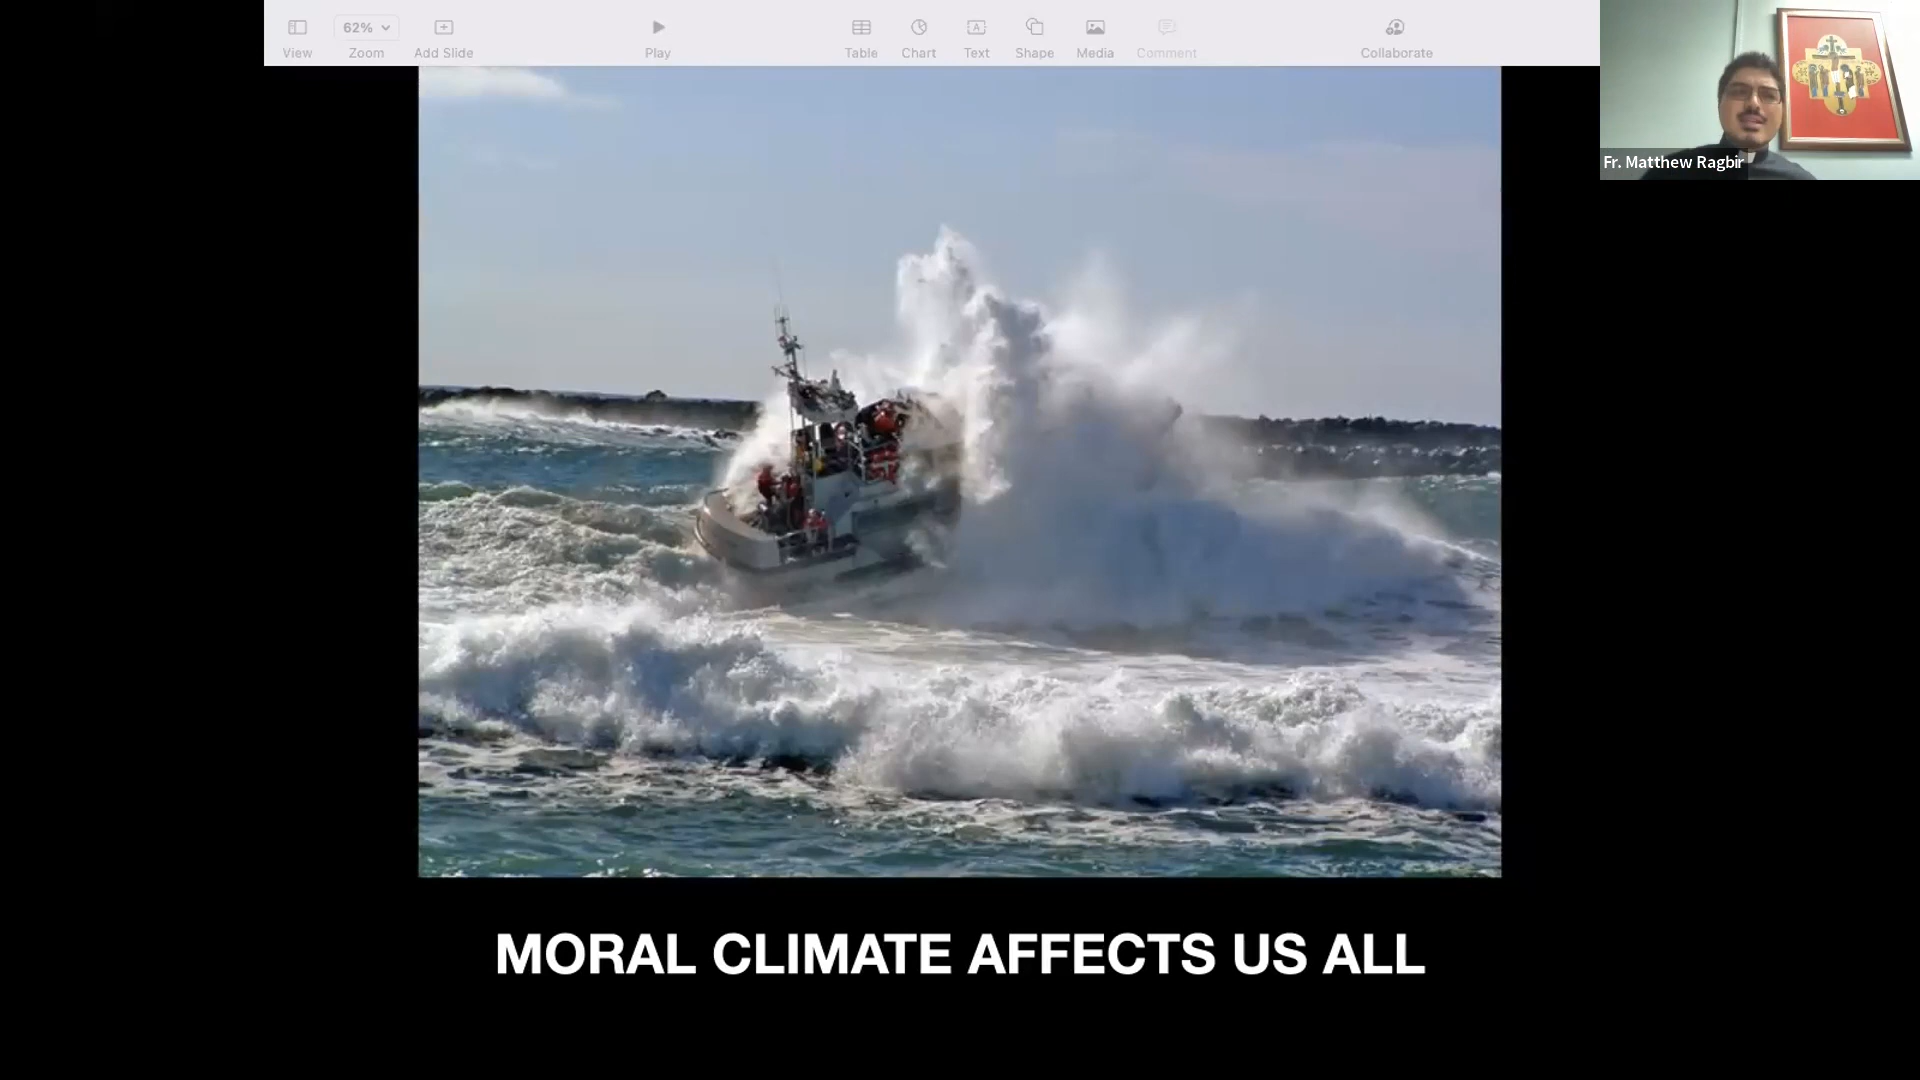 View
62%
Zoom
Add Slide
Play
Table
Chart
Text
Shape
Media
Comment
Collaborate
Fr. Matthew Ragbir
MORAL CLIMATE AFFECTS US ALL